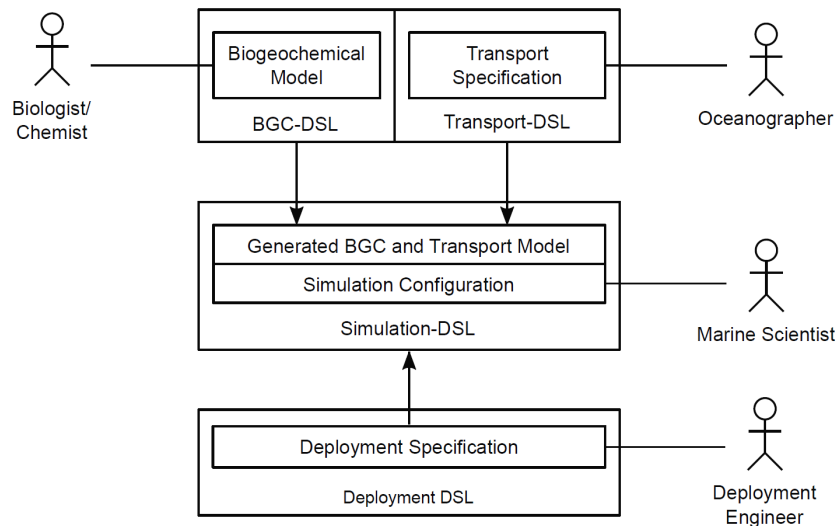 Biogeochemical
Model
BGC-DSL
Transport
Specification
Transport-DSL
Biologist/
Chemist
Oceanographer
Generated BGC and Transport Model
Simulation Configuration
Simulation-DSL
Marine Scientist
Deployment Specification
Deployment DSL
Deployment
Engineer